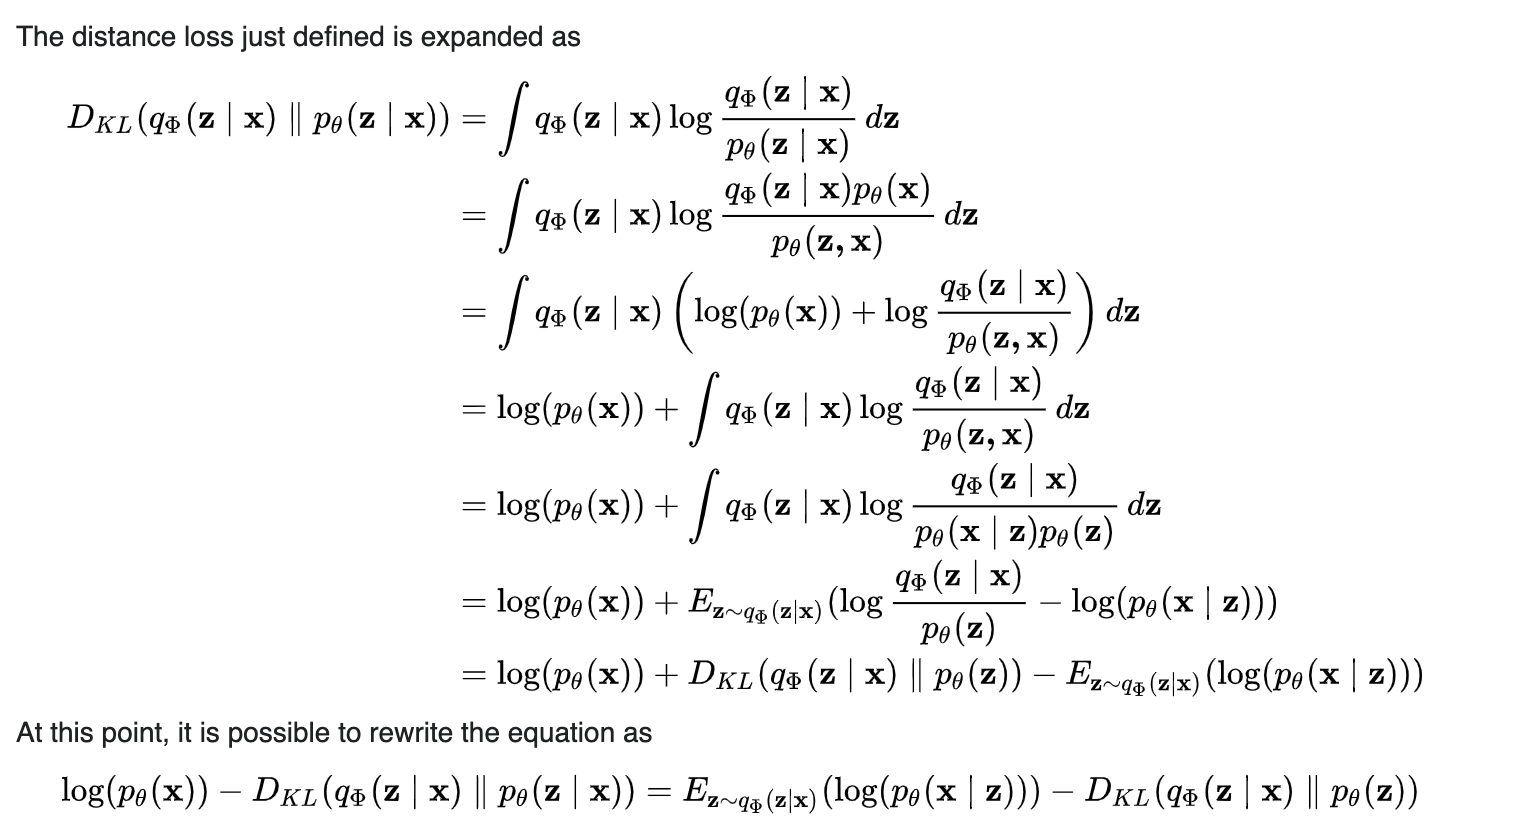 The distance loss just defined is expanded as
$D_{KL}(q_\Phi(\mathbf{z} \mid \mathbf{x}) \parallel p_\theta(\mathbf{z} \mid \mathbf{x})) = \int q_\Phi(\mathbf{z} \mid \mathbf{x}) \log \frac{q_\Phi(\mathbf{z} \mid \mathbf{x})}{p_\theta(\mathbf{z} \mid \mathbf{x})} \, d\mathbf{z}$
$= \int q_\Phi(\mathbf{z} \mid \mathbf{x}) \log \frac{q_\Phi(\mathbf{z} \mid \mathbf{x}) p_\theta(\mathbf{x})}{p_\theta(\mathbf{z}, \mathbf{x})} \, d\mathbf{z}$
$= \int q_\Phi(\mathbf{z} \mid \mathbf{x}) \left( \log(p_\theta(\mathbf{x})) + \log \frac{q_\Phi(\mathbf{z} \mid \mathbf{x})}{p_\theta(\mathbf{z}, \mathbf{x})} \right) d\mathbf{z}$
$= \log(p_\theta(\mathbf{x})) + \int q_\Phi(\mathbf{z} \mid \mathbf{x}) \log \frac{q_\Phi(\mathbf{z} \mid \mathbf{x})}{p_\theta(\mathbf{z}, \mathbf{x})} \, d\mathbf{z}$
$= \log(p_\theta(\mathbf{x})) + \int q_\Phi(\mathbf{z} \mid \mathbf{x}) \log \frac{q_\Phi(\mathbf{z} \mid \mathbf{x})}{p_\theta(\mathbf{x} \mid \mathbf{z}) p_\theta(\mathbf{z})} \, d\mathbf{z}$
$= \log(p_\theta(\mathbf{x})) + E_{\mathbf{z} \sim q_\Phi(\mathbf{z} \mid \mathbf{x})} (\log \frac{q_\Phi(\mathbf{z} \mid \mathbf{x})}{p_\theta(\mathbf{z})} - \log(p_\theta(\mathbf{x} \mid \mathbf{z})))$
$= \log(p_\theta(\mathbf{x})) + D_{KL}(q_\Phi(\mathbf{z} \mid \mathbf{x}) \parallel p_\theta(\mathbf{z})) - E_{\mathbf{z} \sim q_\Phi(\mathbf{z} \mid \mathbf{x})} (\log(p_\theta(\mathbf{x} \mid \mathbf{z})))$
At this point, it is possible to rewrite the equation as
$\log(p_\theta(\mathbf{x})) - D_{KL}(q_\Phi(\mathbf{z} \mid \mathbf{x}) \parallel p_\theta(\mathbf{z} \mid \mathbf{x})) = E_{\mathbf{z} \sim q_\Phi(\mathbf{z} \mid \mathbf{x})} (\log(p_\theta(\mathbf{x} \mid \mathbf{z}))) - D_{KL}(q_\Phi(\mathbf{z} \mid \mathbf{x}) \parallel p_\theta(\mathbf{z}))$